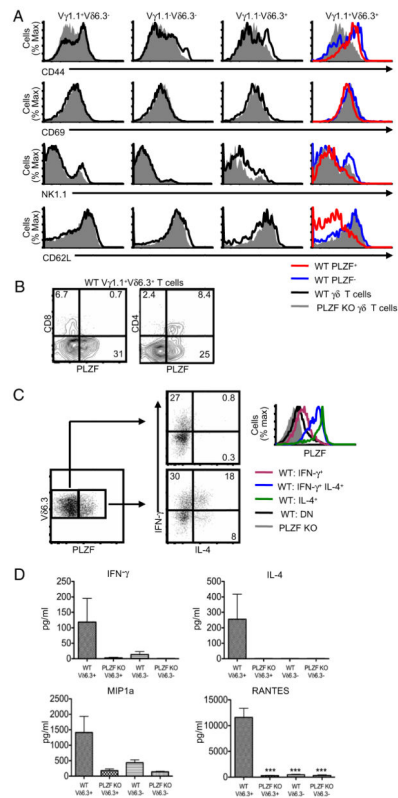 A
Vγ1.1⁺Vδ6.3⁻ Vγ1.1⁻Vδ6.3⁻ Vγ1.1⁻Vδ6.3⁺ Vγ1.1⁺Vδ6.3⁺
Cells (% Max)
CD44
Cells (% Max)
CD69
Cells (% Max)
NK1.1
Cells (% Max)
CD62L
WT PLZF⁺
WT PLZF⁻
WT γδ T cells
PLZF KO γδ T cells
B
WT Vγ1.1⁺Vδ6.3⁺ T cells
6.7 0.7
31
CD8
PLZF
2.4 8.4
25
CD4
PLZF
C
Vδ6.3
PLZF
27 0.8
0.3
30 18
8
IFN-γ
IL-4
Cells (% max)
PLZF
WT: IFN-γ⁺
WT: IFN-γ⁺ IL-4⁺
WT: IL-4⁺
WT: DN
PLZF KO
D
IFN-γ
pg/ml
250
200
150
100
50
0
WT Vδ6.3+
PLZF KO Vδ6.3+
WT Vδ6.3-
PLZF KO Vδ6.3-
IL-4
pg/ml
500
400
300
200
100
0
WT Vδ6.3+
PLZF KO Vδ6.3+
WT Vδ6.3-
PLZF KO Vδ6.3-
MIP1a
pg/ml
2500
2000
1500
1000
500
0
WT Vδ6.3+
PLZF KO Vδ6.3+
WT Vδ6.3-
PLZF KO Vδ6.3-
RANTES
pg/ml
15000
10000
5000
0
*** *** ***
WT Vδ6.3+
PLZF KO Vδ6.3+
WT Vδ6.3-
PLZF KO Vδ6.3-